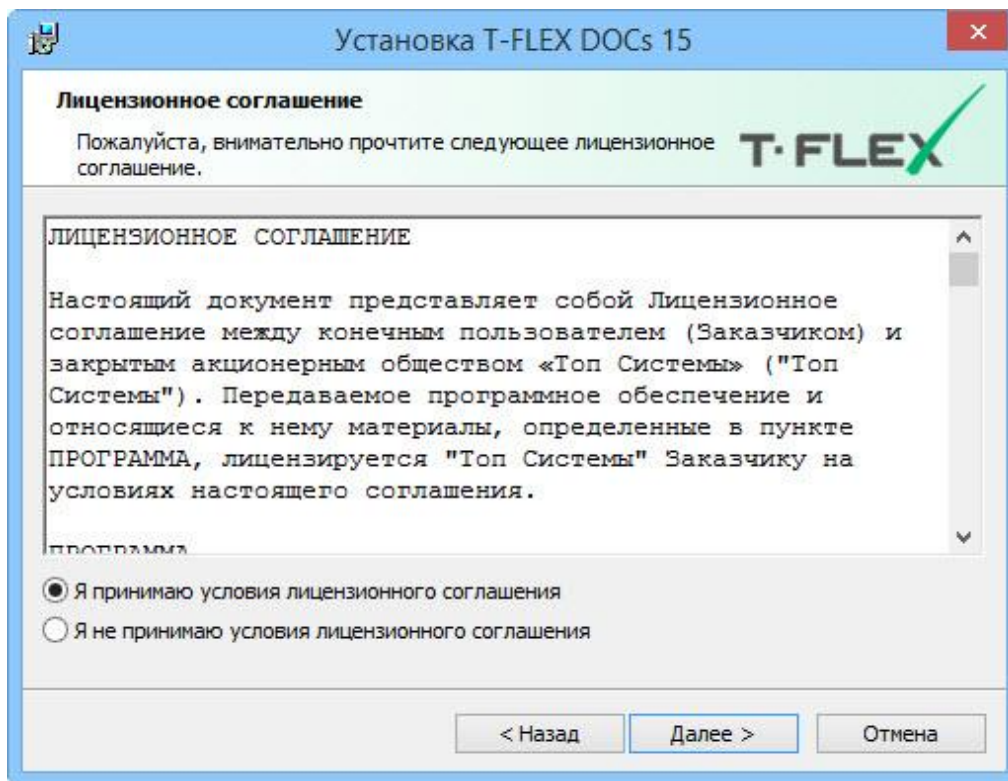 Установка T-FLEX DOCs 15
Лицензионное соглашение
Пожалуйста, внимательно прочтите следующее лицензионное
соглашение.
T·FLEX
ЛИЦЕНЗИОННОЕ СОГЛАШЕНИЕ
Настоящий документ представляет собой Лицензионное
соглашение между конечным пользователем (Заказчиком) и
закрытым акционерным обществом «Топ Системы» ("Топ
Системы"). Передаваемое программное обеспечение и
относящиеся к нему материалы, определенные в пункте
ПРОГРАММА, лицензируется "Топ Системы" Заказчику на
условиях настоящего соглашения.
ПРОГРАММА
Я принимаю условия лицензионного соглашения
Я не принимаю условия лицензионного соглашения
< Назад
Далее >
Отмена